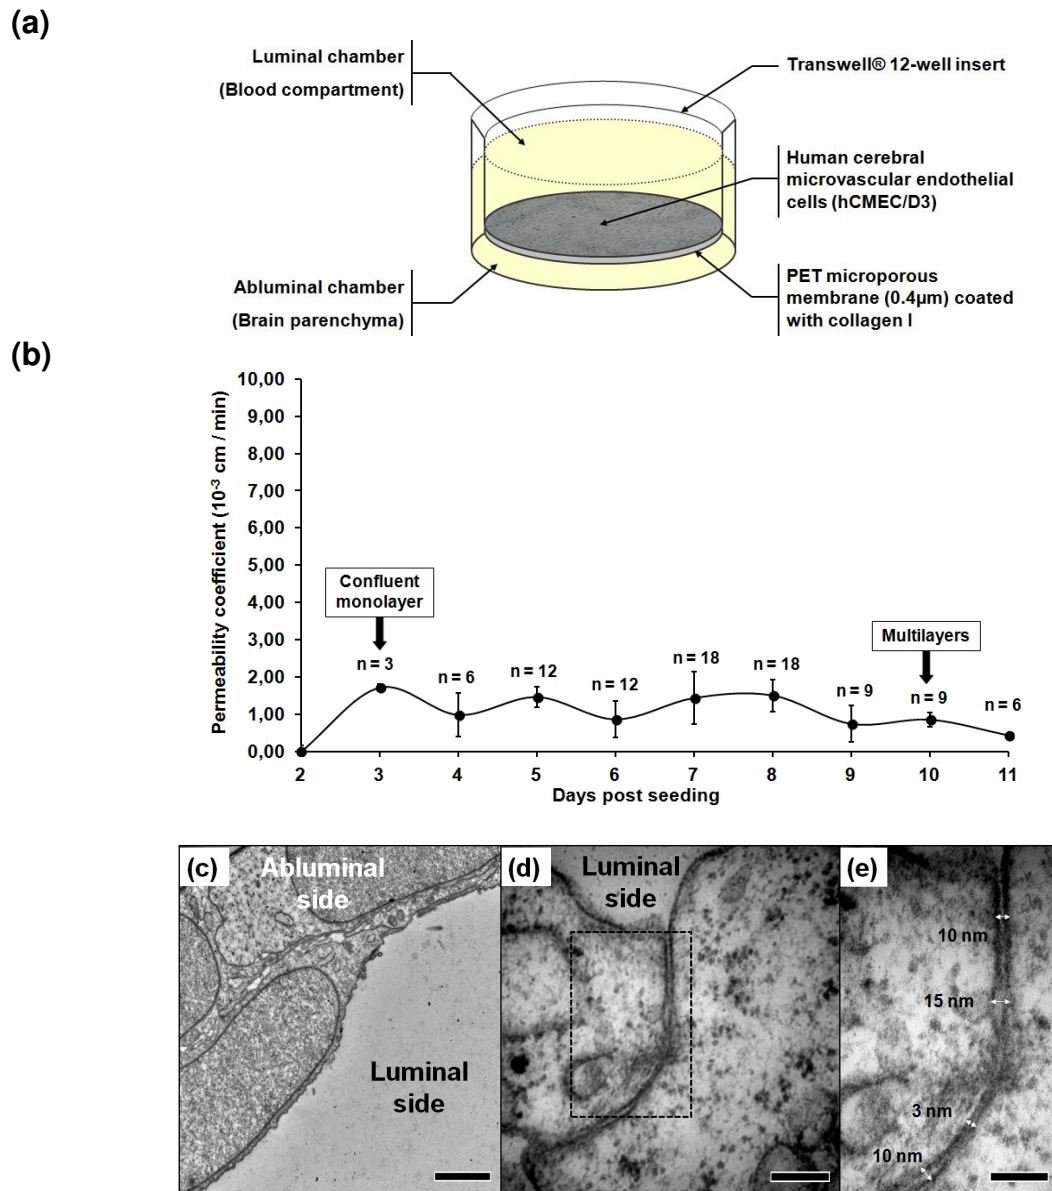 (a)
Luminal chamber
(Blood compartment)
Transwell® 12-well insert
Human cerebral
microvascular endothelial
cells (hCMEC/D3)
Abluminal chamber
(Brain parenchyma)
PET microporous
membrane (0.4µm) coated
with collagen I
(b)
Permeability coefficient (10-3 cm / min)
10,00
9,00
8,00
7,00
6,00
5,00
4,00
3,00
2,00
1,00
0,00
Confluent
monolayer
Multilayers
n = 3
n = 6
n = 12
n = 12
n = 18
n = 18
n = 9
n = 9
n = 6
2 3 4 5 6 7 8 9 10 11
Days post seeding
(c)
Abluminal
side
Luminal
side
(d)
Luminal
side
(e)
10 nm
15 nm
3 nm
10 nm